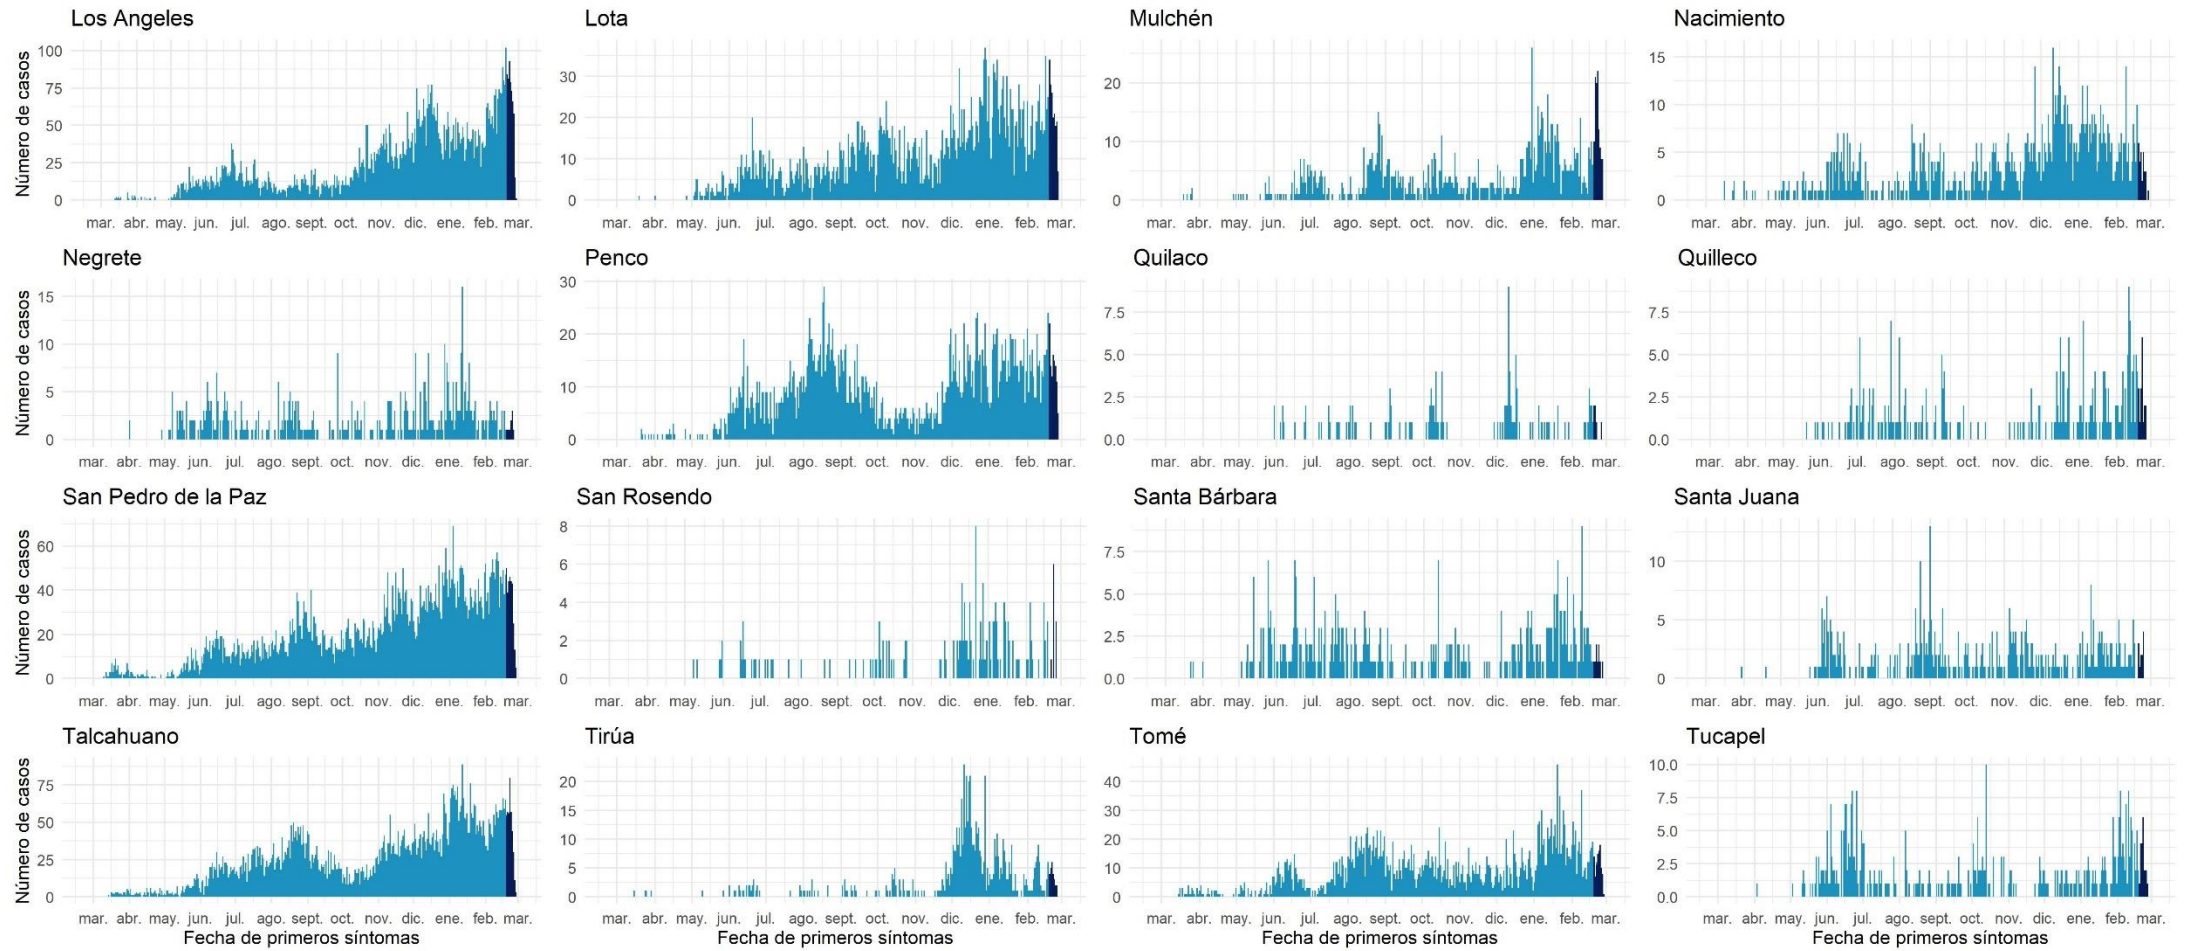 Los Angeles
Lota
Mulchén
Nacimiento
Número de casos
100
75
50
25
0
mar. abr. may. jun. jul. ago. sept. oct. nov. dic. ene. feb. mar.
30
20
10
0
mar. abr. may. jun. jul. ago. sept. oct. nov. dic. ene. feb. mar.
20
10
0
mar. abr. may. jun. jul. ago. sept. oct. nov. dic. ene. feb. mar.
15
10
5
0
mar. abr. may. jun. jul. ago. sept. oct. nov. dic. ene. feb. mar.
Negrete
Penco
Quilaco
Quilleco
Número de casos
15
10
5
0
mar. abr. may. jun. jul. ago. sept. oct. nov. dic. ene. feb. mar.
30
20
10
0
mar. abr. may. jun. jul. ago. sept. oct. nov. dic. ene. feb. mar.
7.5
5.0
2.5
0.0
mar. abr. may. jun. jul. ago. sept. oct. nov. dic. ene. feb. mar.
7.5
5.0
2.5
0.0
mar. abr. may. jun. jul. ago. sept. oct. nov. dic. ene. feb. mar.
San Pedro de la Paz
San Rosendo
Santa Bárbara
Santa Juana
Número de casos
60
40
20
0
mar. abr. may. jun. jul. ago. sept. oct. nov. dic. ene. feb. mar.
8
6
4
2
0
mar. abr. may. jun. jul. ago. sept. oct. nov. dic. ene. feb. mar.
7.5
5.0
2.5
0.0
mar. abr. may. jun. jul. ago. sept. oct. nov. dic. ene. feb. mar.
10
5
0
mar. abr. may. jun. jul. ago. sept. oct. nov. dic. ene. feb. mar.
Talcahuano
Tirúa
Tomé
Tucapel
Número de casos
75
50
25
0
mar. abr. may. jun. jul. ago. sept. oct. nov. dic. ene. feb. mar.
Fecha de primeros síntomas
20
15
10
5
0
mar. abr. may. jun. jul. ago. sept. oct. nov. dic. ene. feb. mar.
Fecha de primeros síntomas
40
30
20
10
0
mar. abr. may. jun. jul. ago. sept. oct. nov. dic. ene. feb. mar.
Fecha de primeros síntomas
10.0
7.5
5.0
2.5
0.0
mar. abr. may. jun. jul. ago. sept. oct. nov. dic. ene. feb. mar.
Fecha de primeros síntomas